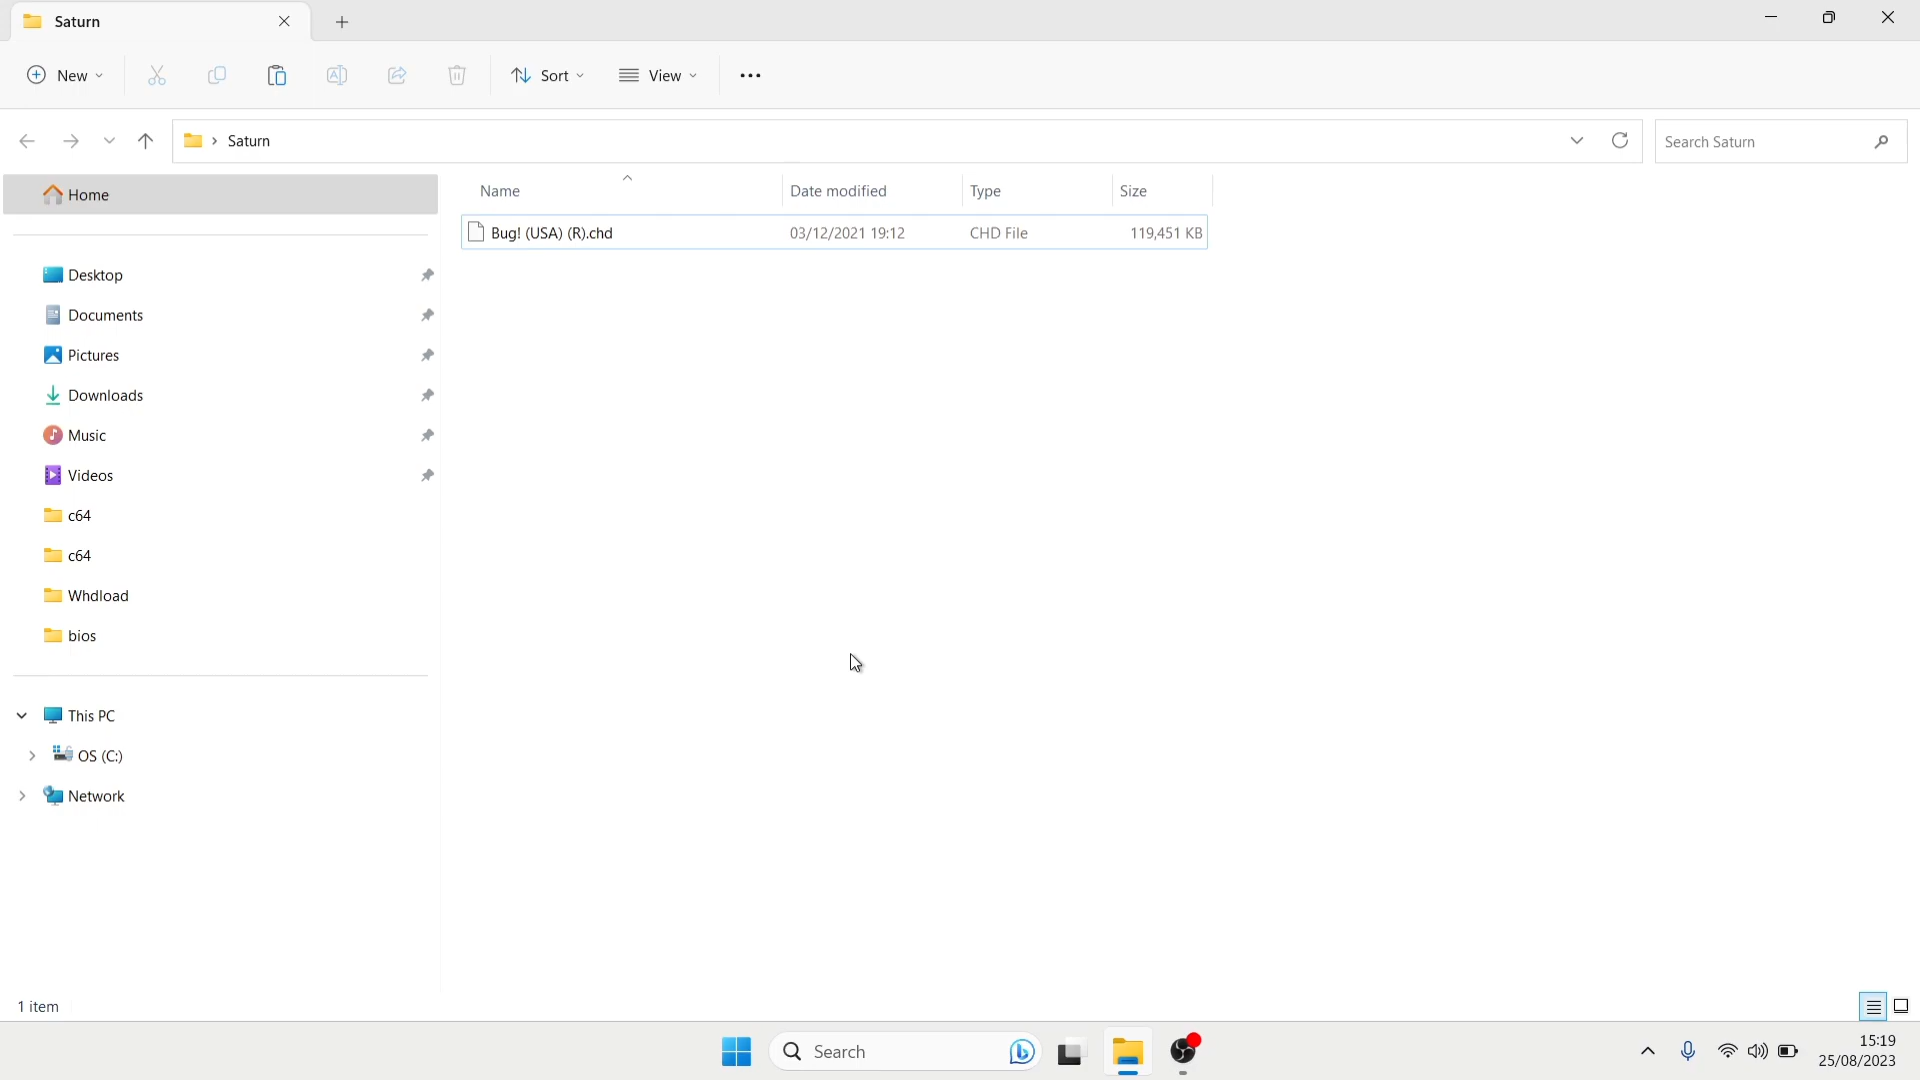 Saturn
New
Sort
View
Saturn
Search Saturn
Home
Name
Date modified
Type
Size
Bug! (USA) (R).chd
03/12/2021 19:12
CHD File
119,451 KB
Desktop
Documents
Pictures
Downloads
Music
Videos
c64
c64
Whdload
bios
This PC
OS (C:)
Network
1 item
Search
15:19
25/08/2023